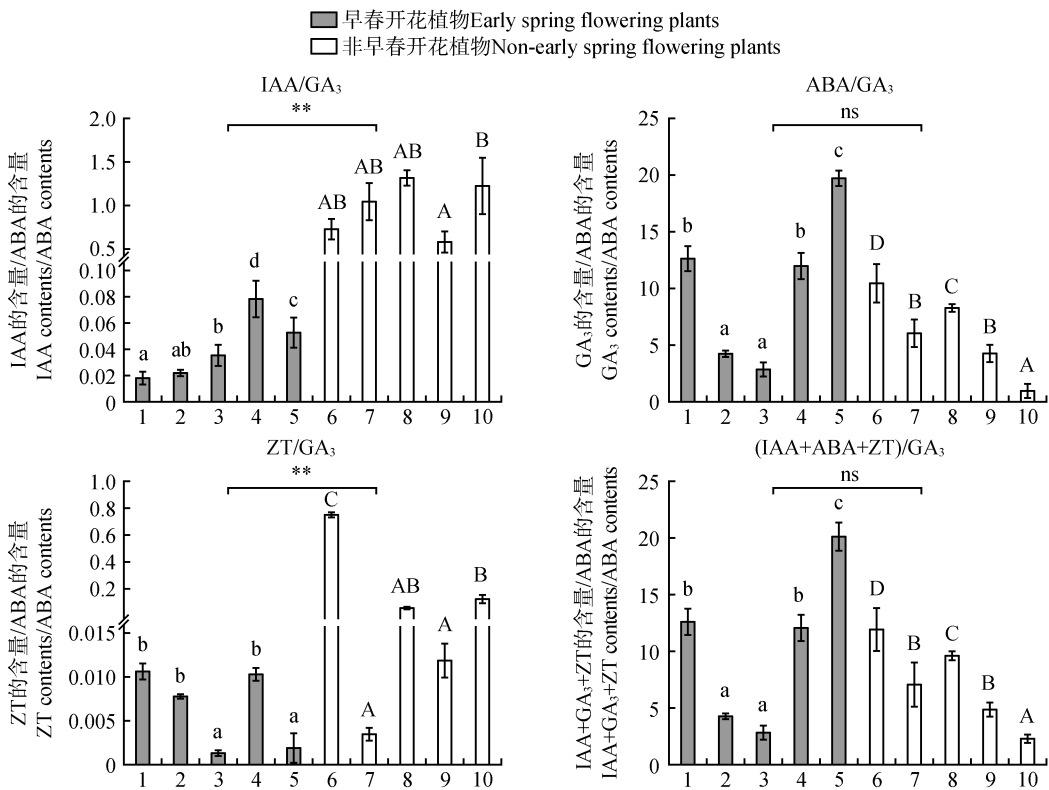 早春开花植物Early spring flowering plants
非早春开花植物Non-early spring flowering plants
IAA/GA₃
**
IAA的含量/ABA的含量
IAA contents/ABA contents
2.0
1.5
1.0
0.5
0.10
0.08
0.06
0.04
0.02
0
a
ab
b
d
c
AB
AB
AB
A
B
1 2 3 4 5 6 7 8 9 10
ABA/GA₃
ns
GA₃的含量/ABA的含量
GA₃ contents/ABA contents
25
20
15
10
5
0
b
a
a
b
c
D
B
C
B
A
1 2 3 4 5 6 7 8 9 10
ZT/GA₃
**
ZT的含量/ABA的含量
ZT contents/ABA contents
1.0
0.8
0.6
0.4
0.2
0.015
0.010
0.005
0
b
b
a
b
a
C
A
AB
A
B
1 2 3 4 5 6 7 8 9 10
(IAA+ABA+ZT)/GA₃
ns
IAA+GA₃+ZT的含量/ABA的含量
IAA+GA₃+ZT contents/ABA contents
25
20
15
10
5
0
b
a
a
b
c
D
B
C
B
A
1 2 3 4 5 6 7 8 9 10